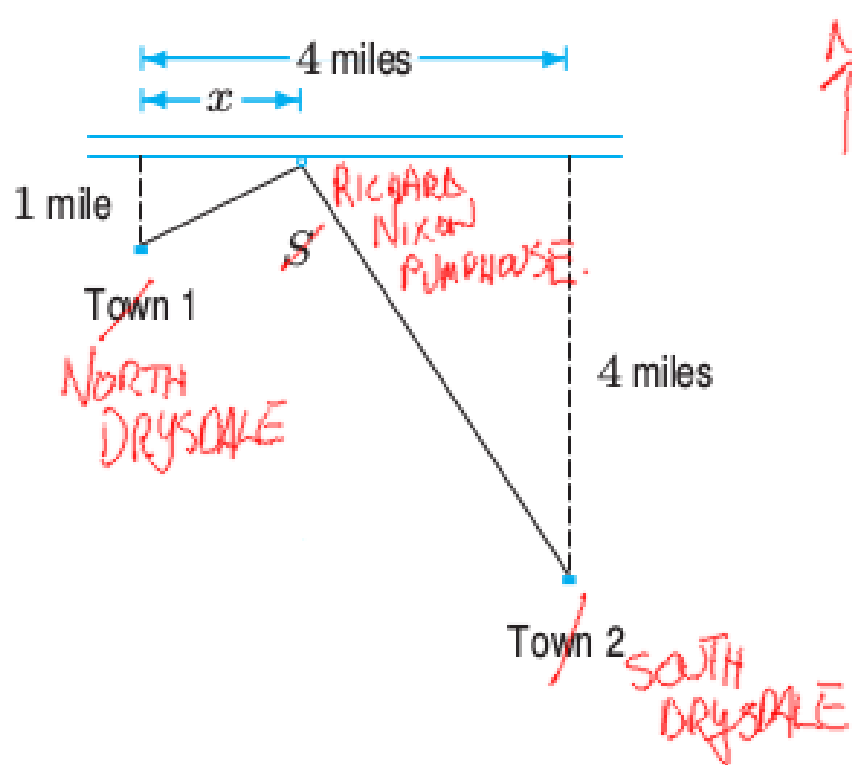 4 miles
x
1 mile
RICHARD
NIXON
PUMPHOUSE.
S
Town 1
NORTH
DRYSDALE
4 miles
Town 2
SOUTH
DRYSDALE